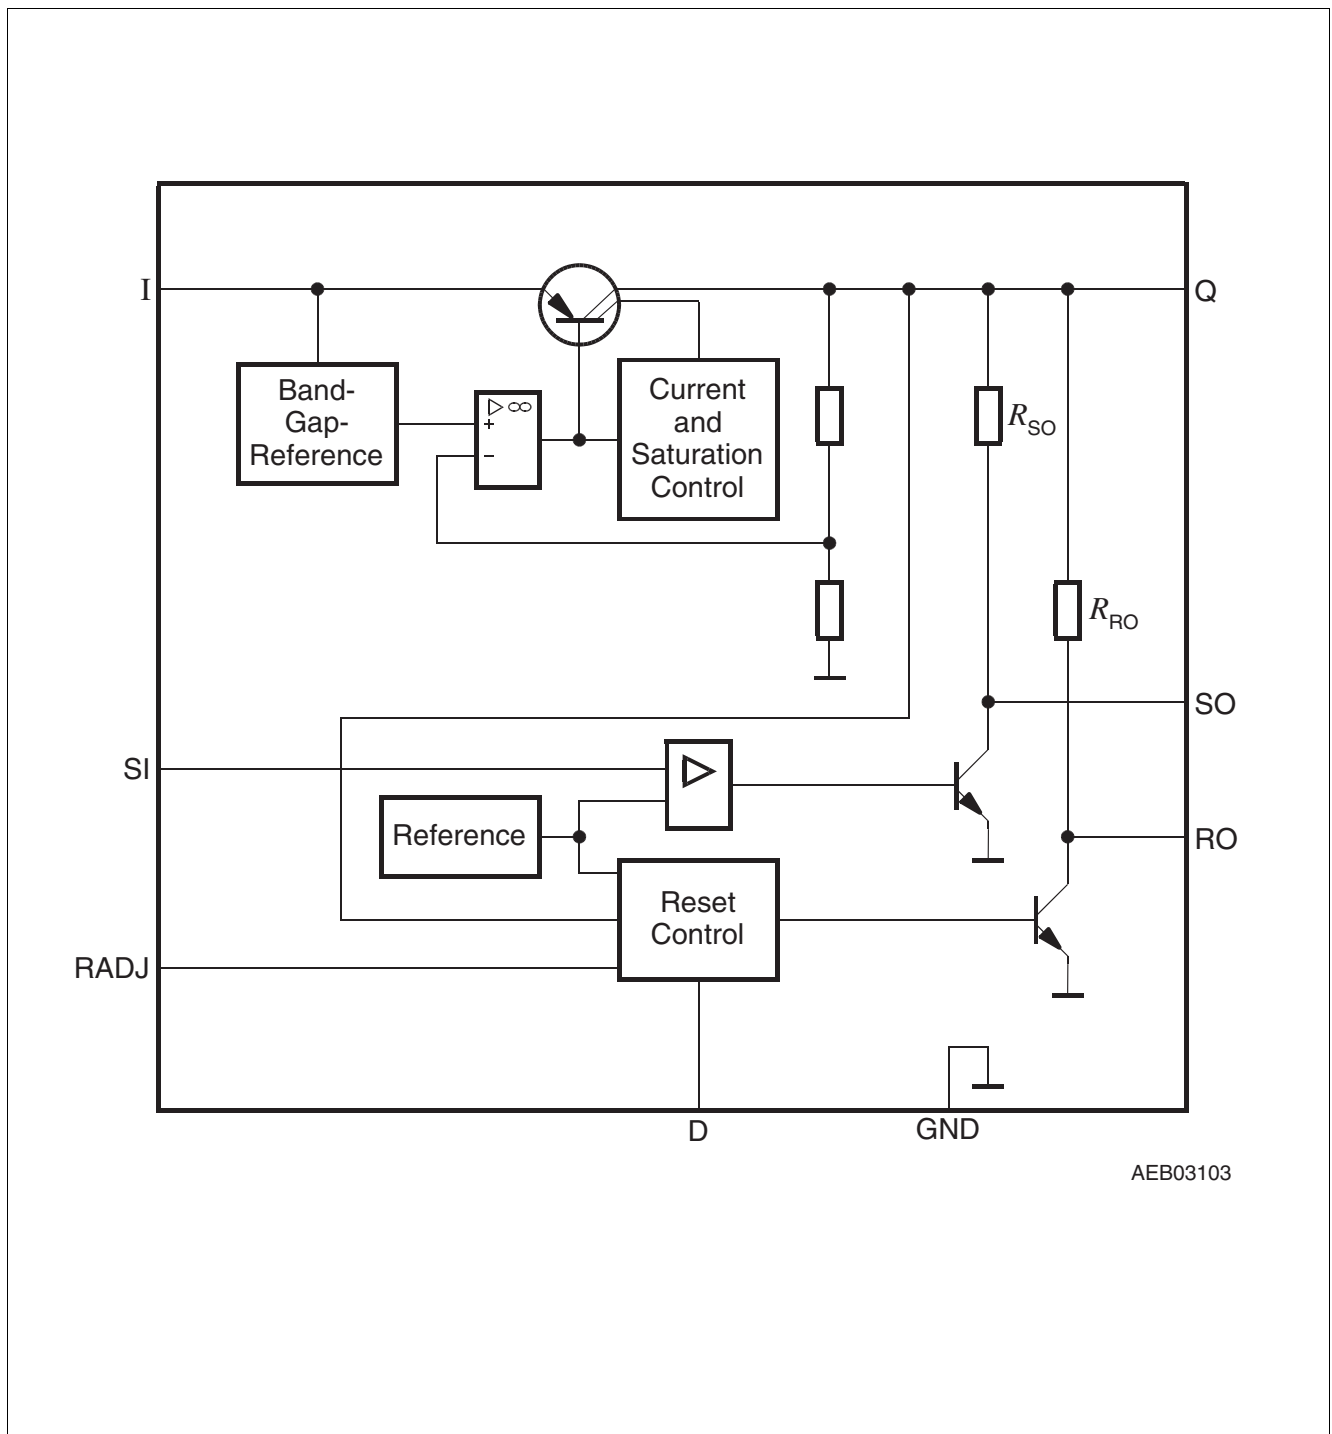 I
Q
Band-
Gap-
Reference
▷ ∞
+
−
Current
and
Saturation
Control
RSO
RRO
SO
SI
Reference
RO
Reset
Control
RADJ
D
GND
AEB03103